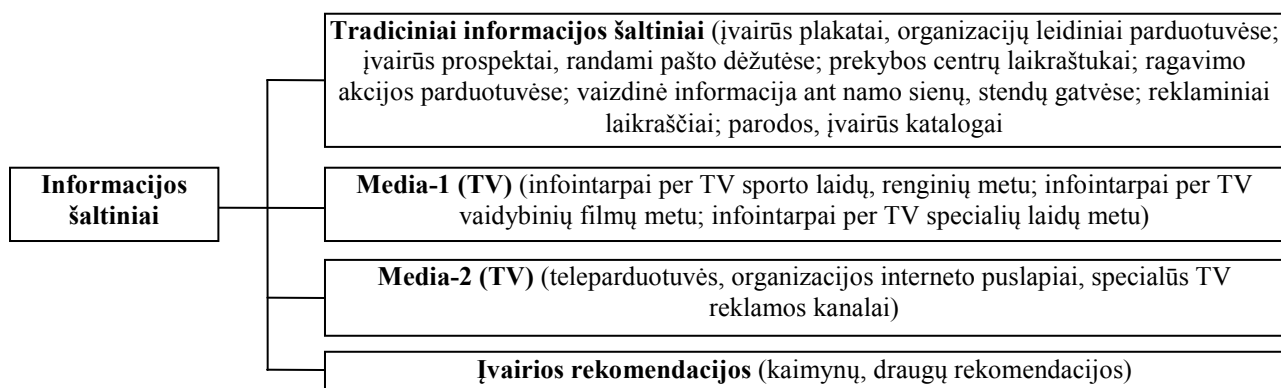 Tradiciniai informacijos šaltiniai (įvairūs plakatai, organizacijų leidiniai parduotuvėse;
įvairūs prospektai, randami pašto dėžutėse; prekybos centrų laikraštukai; ragavimo
akcijos parduotuvėse; vaizdinė informacija ant namo sienų, stendų gatvėse; reklaminiai
laikraščiai; parodos, įvairūs katalogai
Informacijos
šaltiniai
Media-1 (TV) (infointarpai per TV sporto laidų, renginių metu; infointarpai per TV
vaidybinių filmų metu; infointarpai per TV specialių laidų metu)
Media-2 (TV) (teleparduotuvės, organizacijos interneto puslapiai, specialūs TV
reklamos kanalai)
Įvairios rekomendacijos (kaimynų, draugų rekomendacijos)